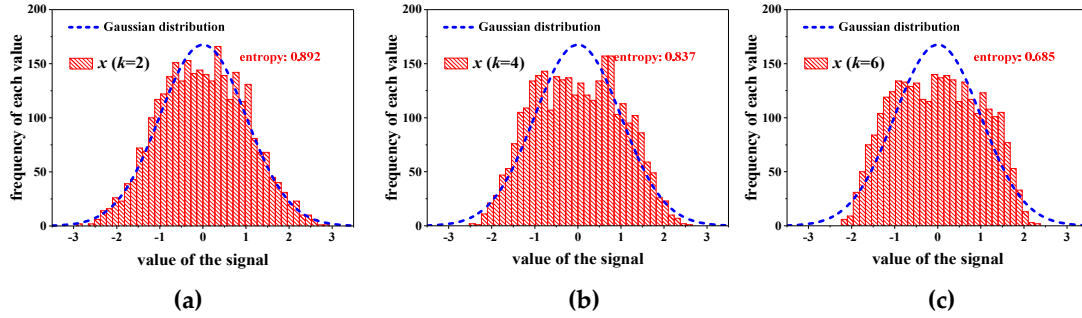 200
150
100
50
0
frequency of each value
Gaussian distribution
x (k=2)
entropy: 0.892
-3 -2 -1 0 1 2 3
value of the signal
(a)
200
150
100
50
0
frequency of each value
Gaussian distribution
x (k=4)
entropy: 0.837
-3 -2 -1 0 1 2 3
value of the signal
(b)
200
150
100
50
0
frequency of each value
Gaussian distribution
x (k=6)
entropy: 0.685
-3 -2 -1 0 1 2 3
value of the signal
(c)